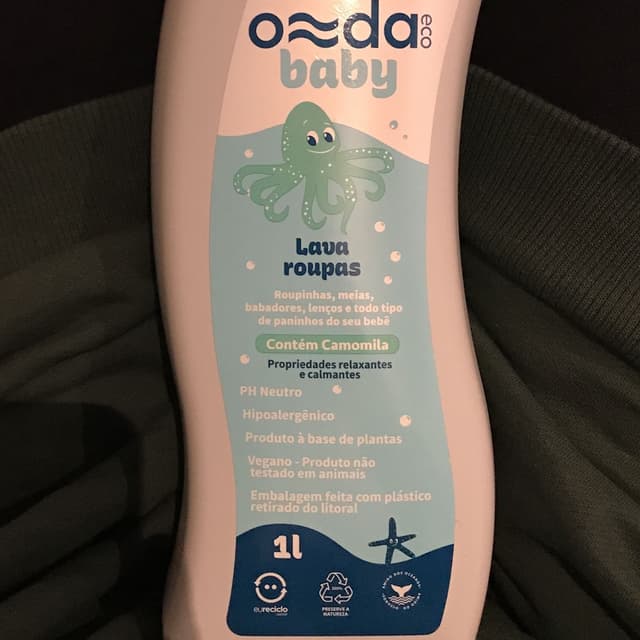 onda eco
baby
Lava
roupas
Roupinhas, meias,
babadores, lenços e todo tipo
de paninhos do seu bebê
Contém Camomila
Propriedades relaxantes
e calmantes
PH Neutro
Hipoalergênico
Produto à base de plantas
Vegano - Produto não
testado em animais
Embalagem feita com plástico
retirado do litoral
1l
eureciclo
PRESERVE A
NATUREZA